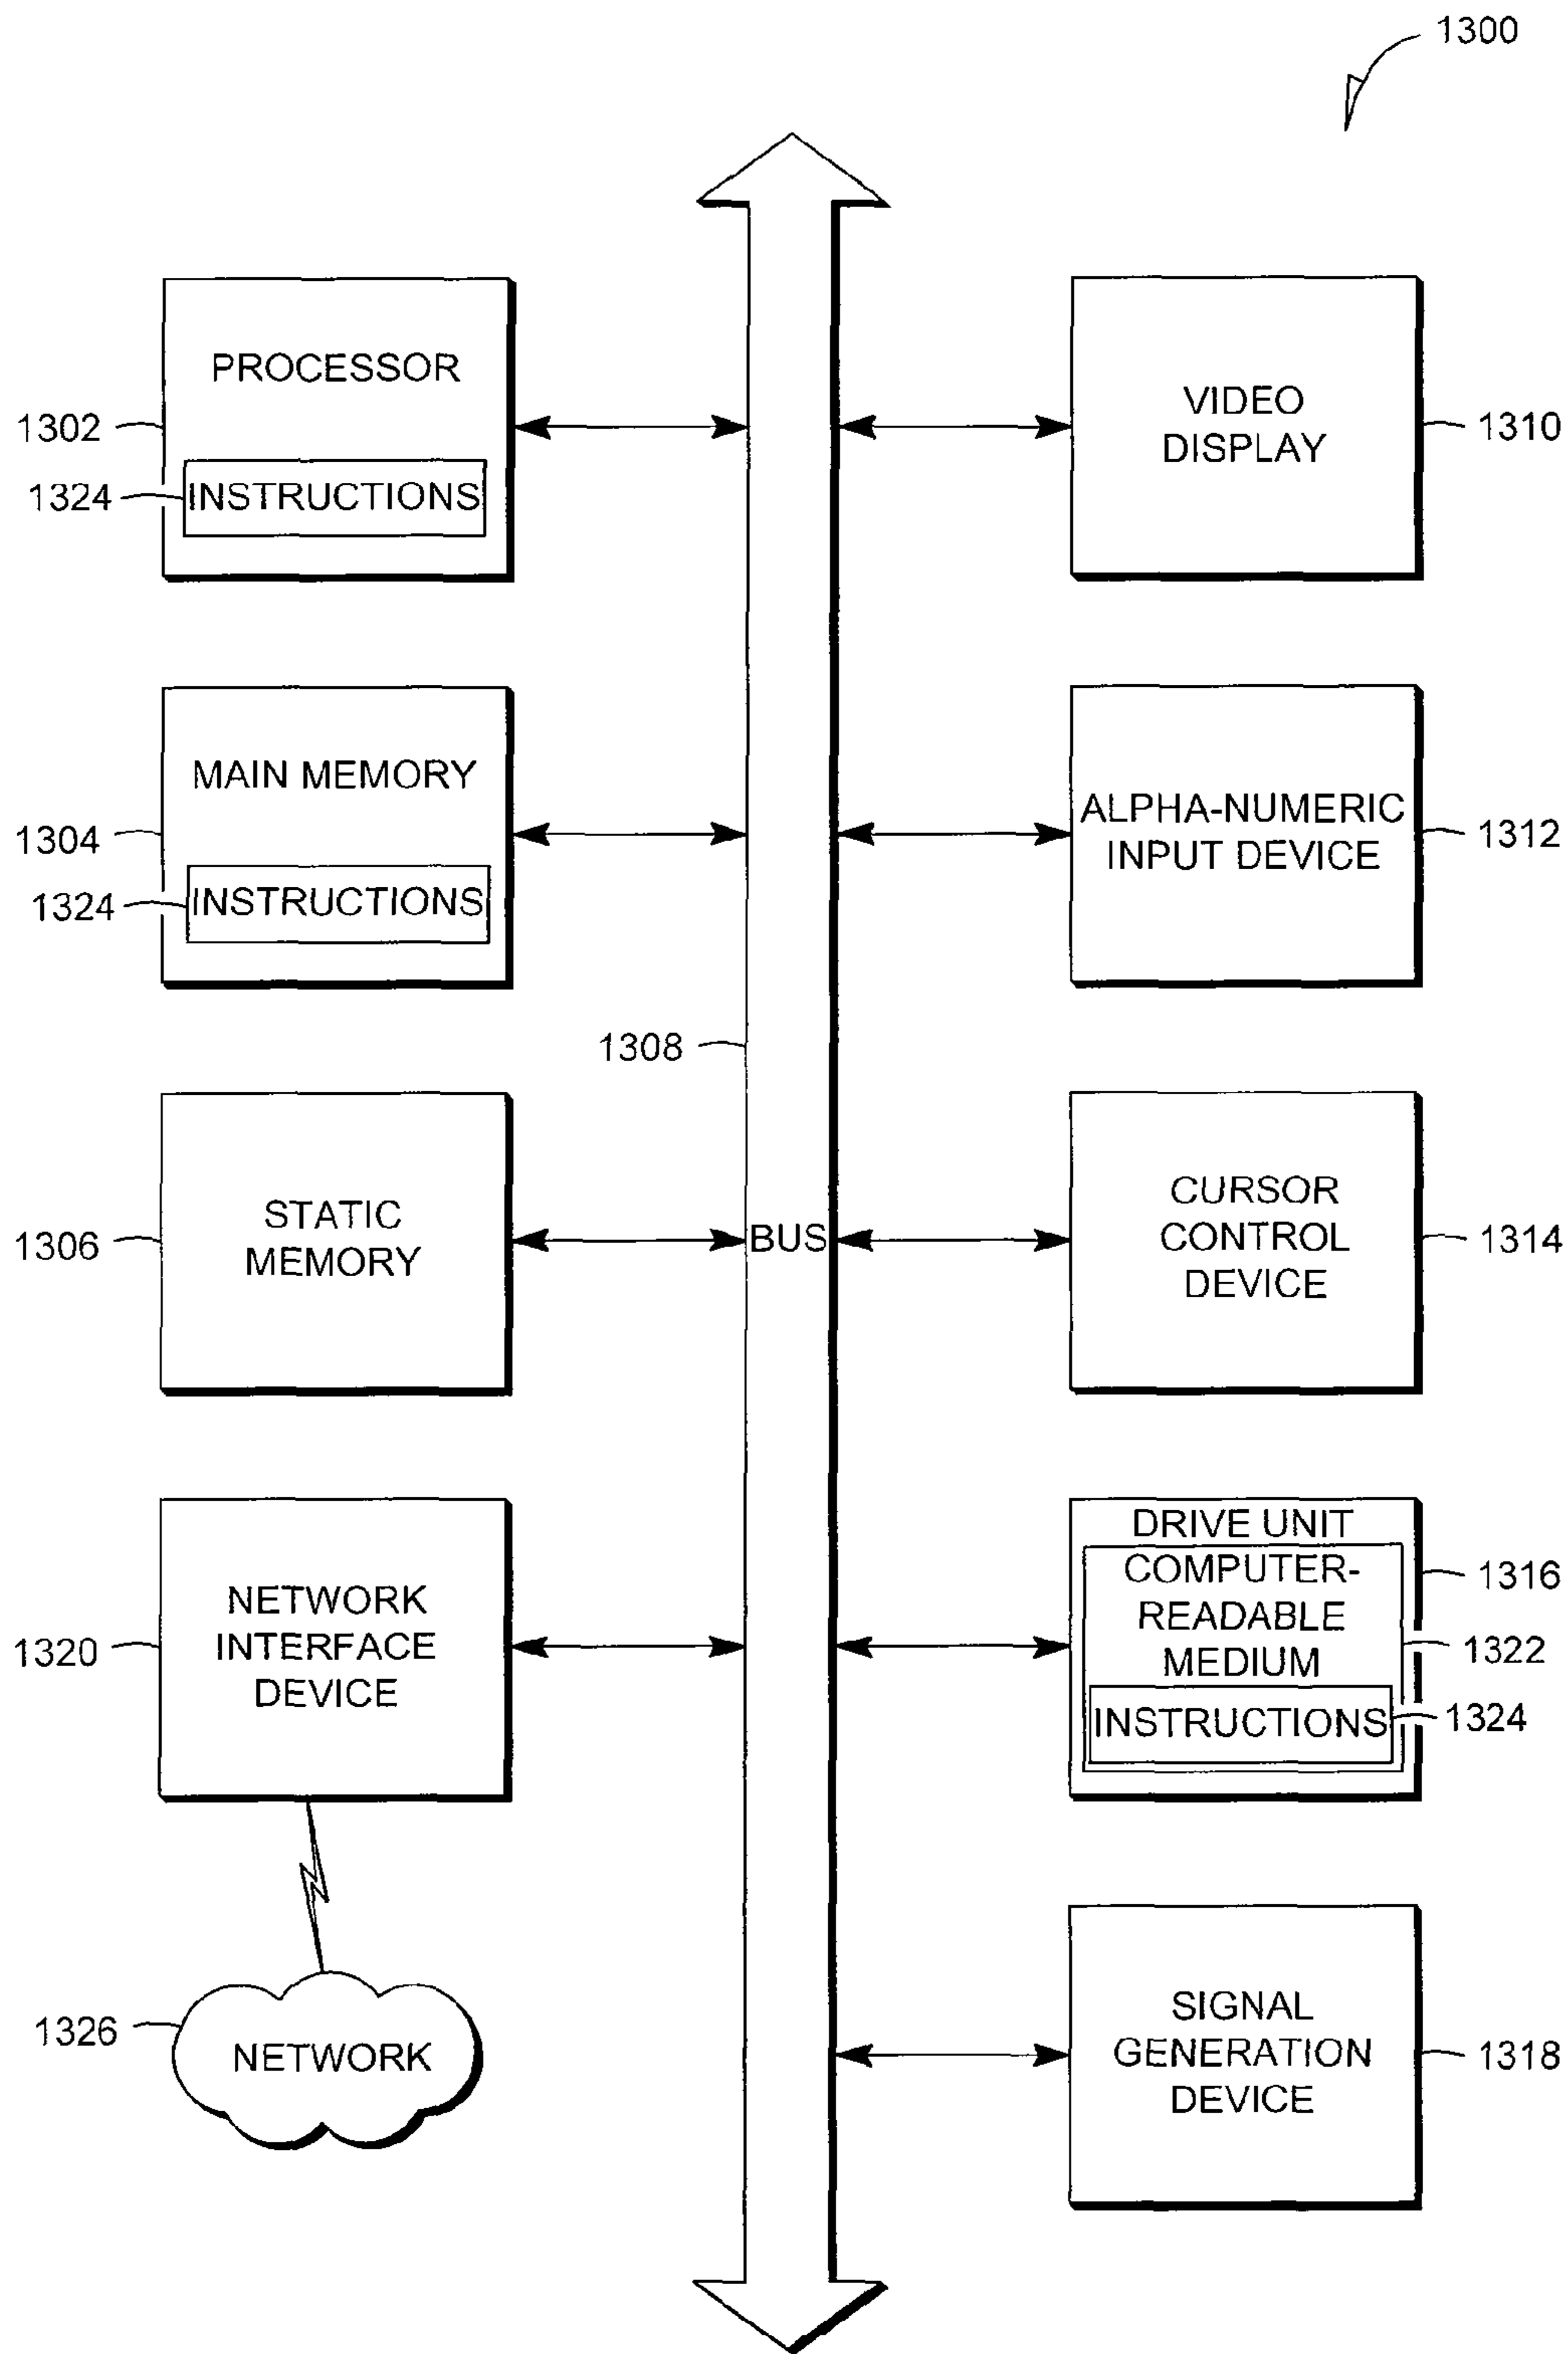 1300
PROCESSOR
1302
1324
INSTRUCTIONS
VIDEO
DISPLAY
1310
MAIN MEMORY
1304
1324
INSTRUCTIONS
ALPHA-NUMERIC
INPUT DEVICE
1312
1308
STATIC
MEMORY
1306
BUS
CURSOR
CONTROL
DEVICE
1314
NETWORK
INTERFACE
DEVICE
1320
DRIVE UNIT
COMPUTER-
READABLE
MEDIUM
INSTRUCTIONS
1316
1322
1324
1326
NETWORK
SIGNAL
GENERATION
DEVICE
1318